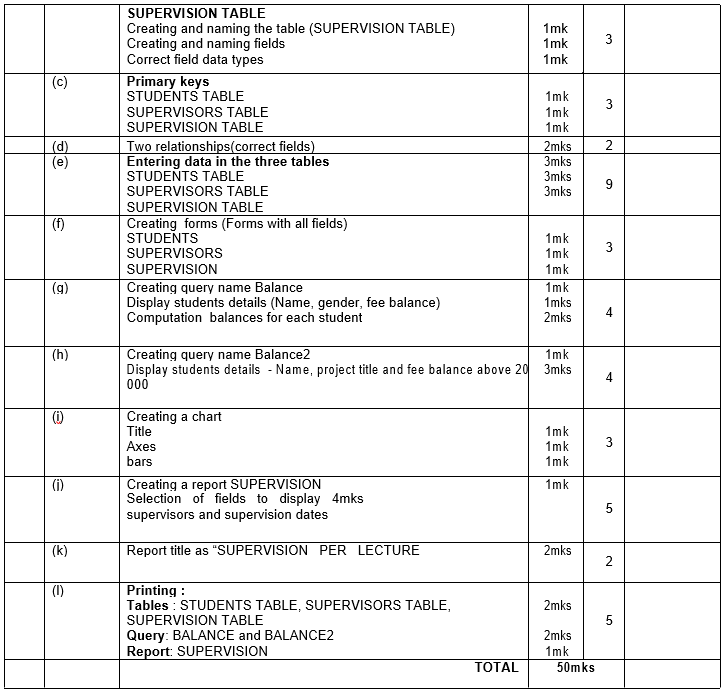 SUPERVISION TABLE
Creating and naming the table (SUPERVISION TABLE) 1mk
Creating and naming fields 1mk 3
Correct field data types 1mk
(c) Primary keys
STUDENTS TABLE 1mk
SUPERVISORS TABLE 1mk 3
SUPERVISION TABLE 1mk
(d) Two relationships(correct fields) 2mks 2
(e) Entering data in the three tables 3mks
STUDENTS TABLE 3mks
SUPERVISORS TABLE 3mks 9
SUPERVISION TABLE
(f) Creating forms (Forms with all fields)
STUDENTS 1mk
SUPERVISORS 1mk 3
SUPERVISION 1mk
(g) Creating query name Balance 1mk
Display students details (Name, gender, fee balance) 1mks
Computation balances for each student 2mks 4
(h) Creating query name Balance2 1mk
Display students details - Name, project title and fee balance above 20 3mks
000 4
(i) Creating a chart
Title 1mk
Axes 1mk 3
bars 1mk
(j) Creating a report SUPERVISION 1mk
Selection of fields to display 4mks
supervisors and supervision dates 5
(k) Report title as “SUPERVISION PER LECTURE 2mks
2
(l) Printing :
Tables : STUDENTS TABLE, SUPERVISORS TABLE, 2mks
SUPERVISION TABLE 5
Query: BALANCE and BALANCE2 2mks
Report: SUPERVISION 1mk
TOTAL 50mks